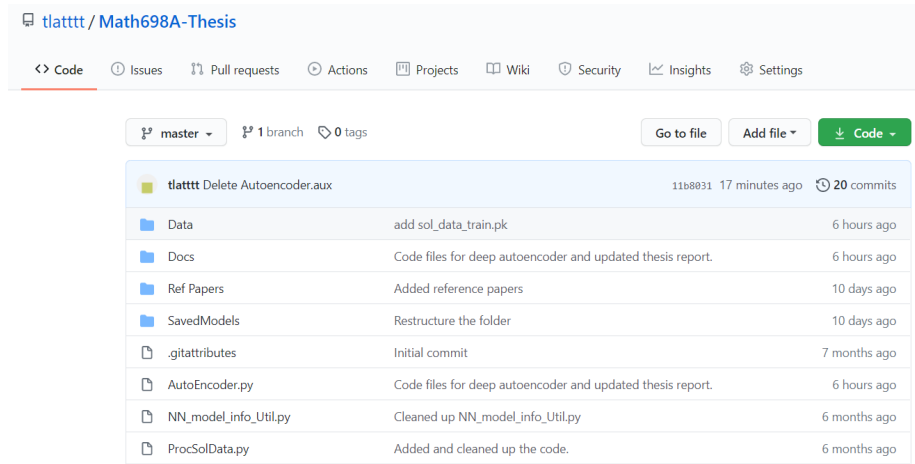 tlatttt / Math698A-Thesis
Code Issues Pull requests Actions Projects Wiki Security Insights Settings
master 1 branch 0 tags Go to file Add file Code
tlatttt Delete Autoencoder.aux 11b8031 17 minutes ago 20 commits
Data add sol_data_train.pk 6 hours ago
Docs Code files for deep autoencoder and updated thesis report. 6 hours ago
Ref Papers Added reference papers 10 days ago
SavedModels Restructure the folder 10 days ago
.gitattributes Initial commit 7 months ago
AutoEncoder.py Code files for deep autoencoder and updated thesis report. 6 hours ago
NN_model_info_Util.py Cleaned up NN_model_info_Util.py 6 months ago
ProcSolData.py Added and cleaned up the code. 6 months ago